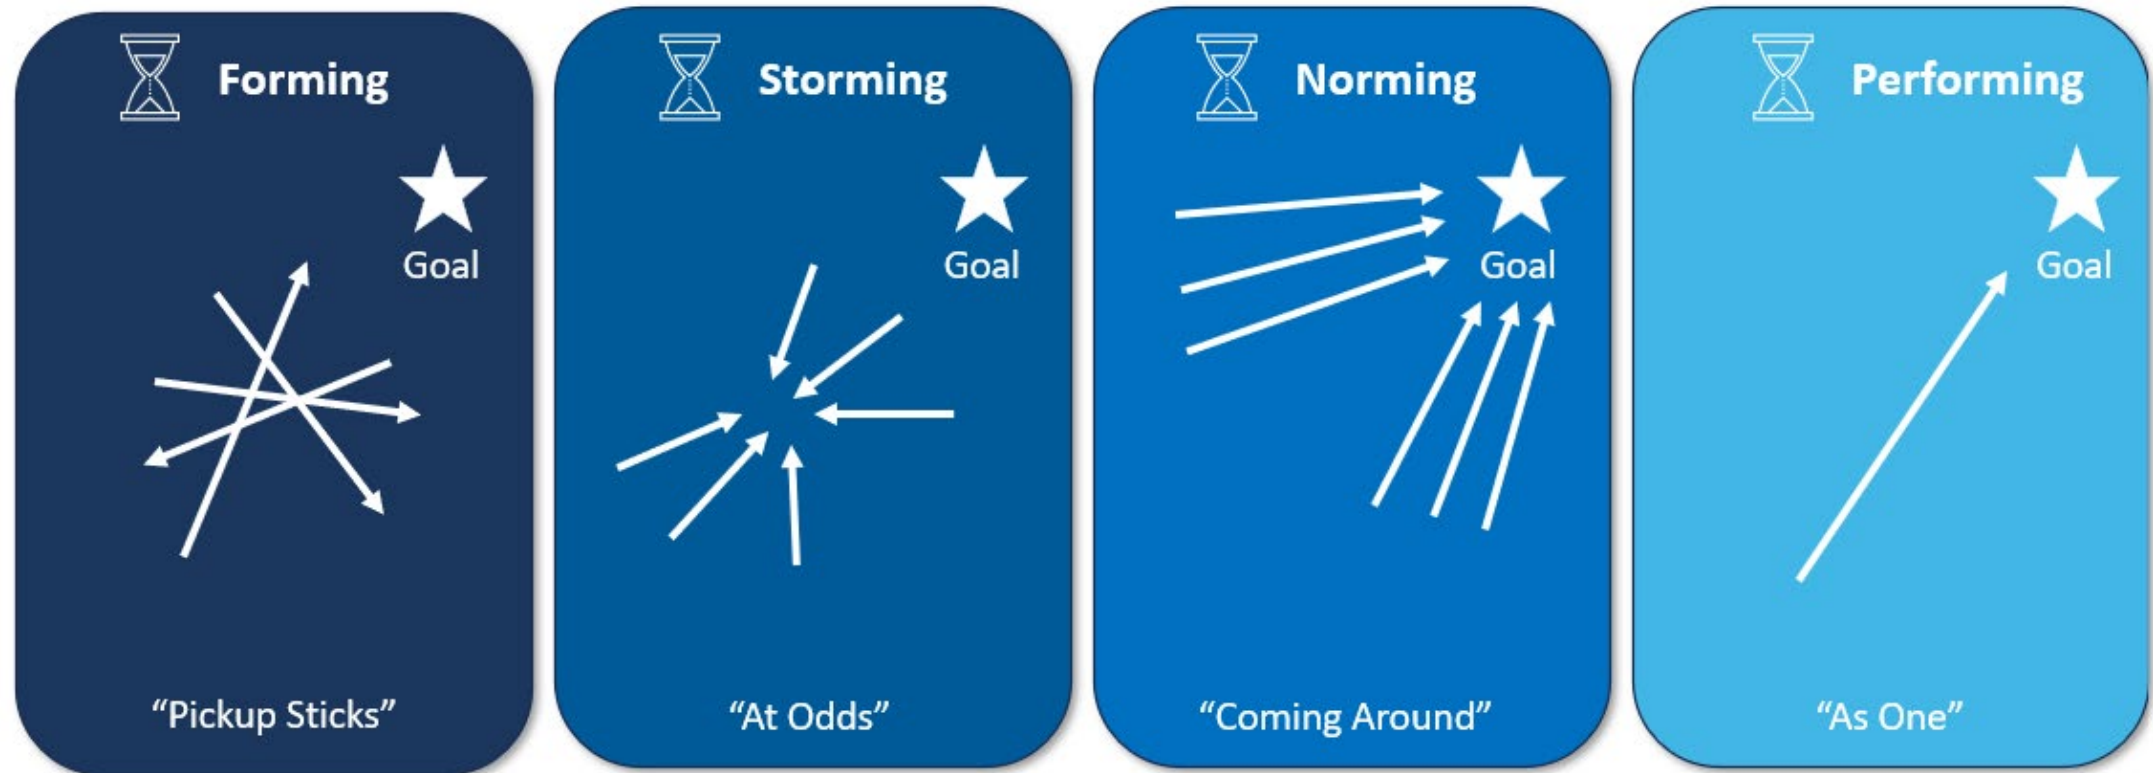 Forming
Goal
“Pickup Sticks”
Storming
Goal
“At Odds”
Norming
Goal
“Coming Around”
Performing
Goal
“As One”